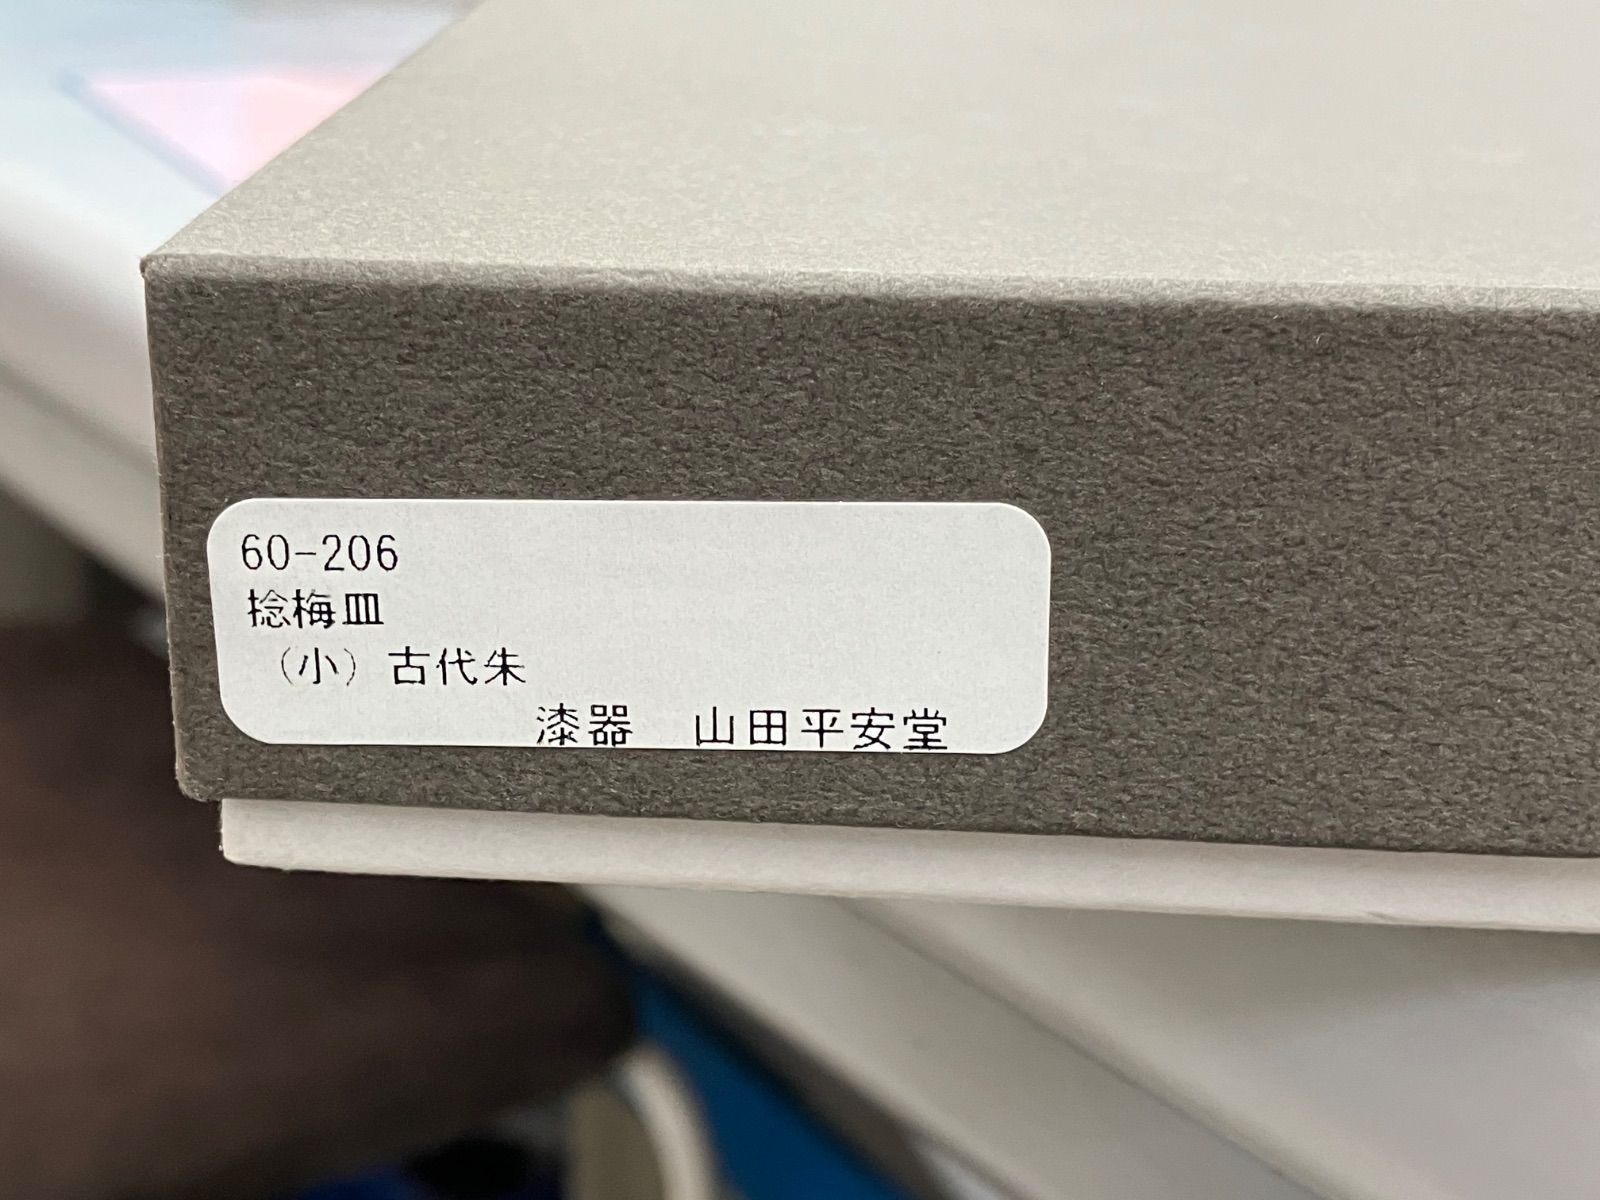 60-206
捻梅皿
（小）古代朱
漆器　山田平安堂